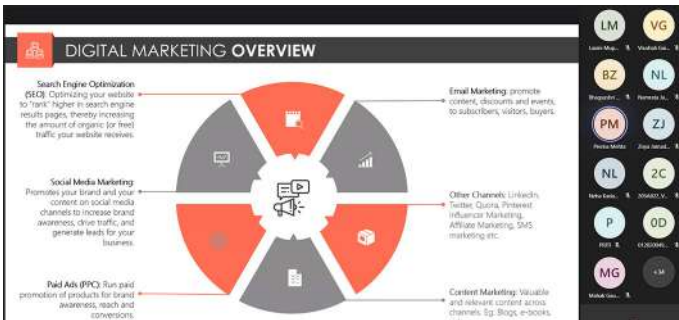 DIGITAL MARKETING OVERVIEW
Search Engine Optimization
(SEO): Optimizing your website
to "rank" higher in search engine
results pages, thereby increasing
the amount of organic (or free)
traffic your website receives.
Social Media Marketing:
Promotes your brand and your
content on social media
channels to increase brand
awareness, drive traffic, and
generate leads for your
business.
Paid Ads (PPC): Run paid
promotion of products for brand
awareness, reach and
conversions.
Email Marketing: promote
content, discounts and events,
to subscribers, visitors, buyers.
Other Channels: LinkedIn,
Twitter, Quora, Pinterest
Influencer Marketing,
Affiliate Marketing, SMS
marketing etc.
Content Marketing: Valuable
and relevant content across
channels. Eg: Blogs, e-books,
LM
VG
BZ
NL
PM
ZJ
Prerna Mehta
NL
2C
P
0D
MG
+34